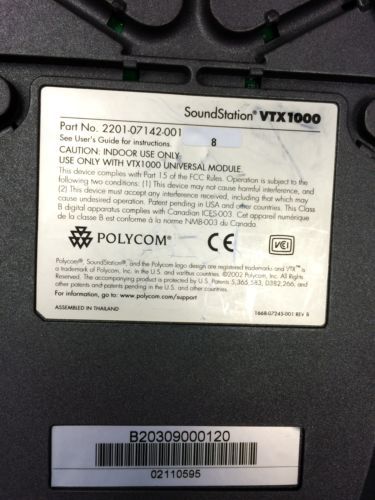 SoundStation® VTX1000
Part No. 2201-07142-001
See User's Guide for instructions. 8
CAUTION: INDOOR USE ONLY
USE ONLY WITH VTX1000 UNIVERSAL MODULE.
This device complies with Part 15 of the FCC Rules. Operation is subject to the
following two conditions: (1) This device may not cause harmful interference, and
(2) This device must accept any interference received, including that which may
cause undesired operation. Patent pending in USA and other countries. This Class
B digital apparatus complies with Canadian ICES-003. Cet appareil numérique
de la classe B est conforme à la norme NMB-003 du Canada.
POLYCOM® CE VCI
Polycom®, SoundStation®, and the Polycom logo design are registered trademarks and VTX™ is
a trademark of Polycom, Inc. in the U.S. and various countries. ©2002 Polycom, Inc. All Rights
Reserved. The accompanying product is protected by U.S. Patents 5,365,583, D382,266, and
other patents and patents pending in the U.S. and other countries.
For information, go to: www.polycom.com/support
ASSEMBLED IN THAILAND
1668-07245-001 REV B
B20309000120
02110595